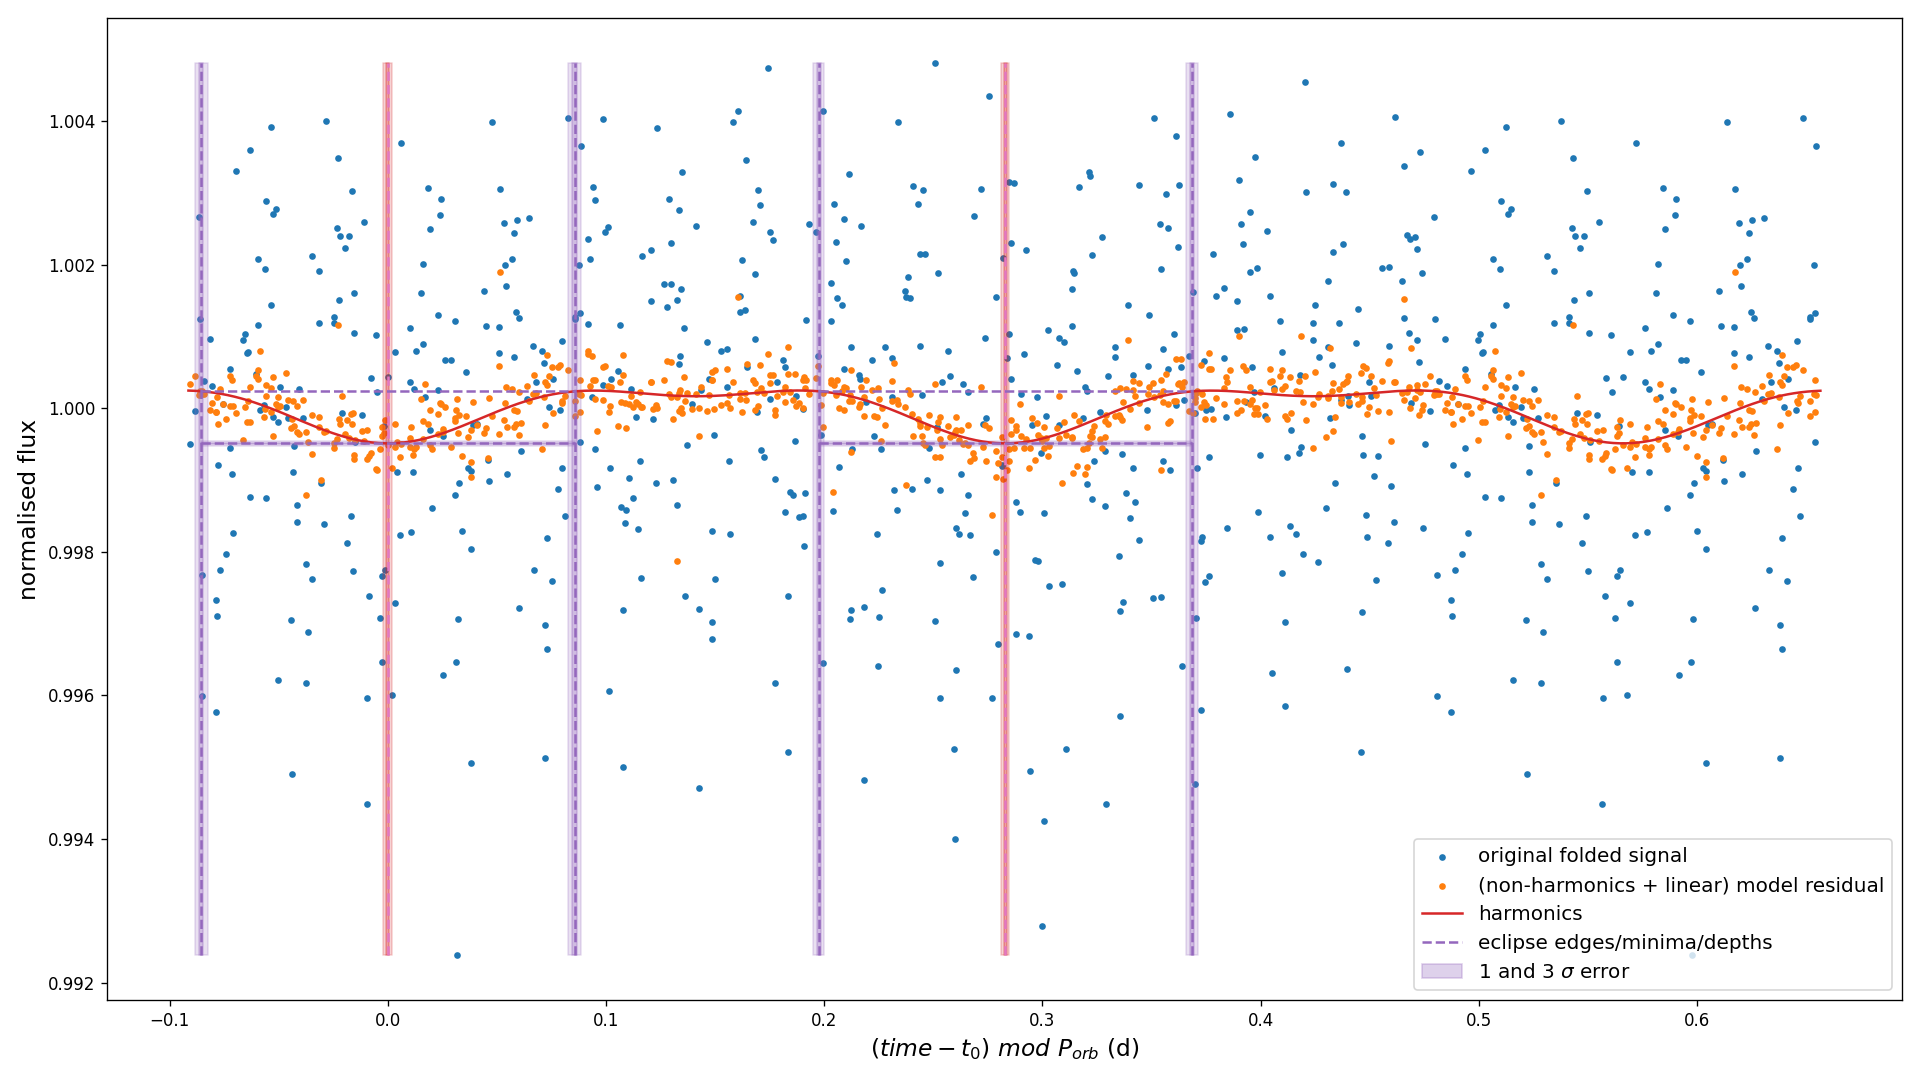 1.004
1.002
1.000
0.998
0.996
0.994
0.992
normalised flux
−0.1
0.0
0.1
0.2
0.3
0.4
0.5
0.6
(time − t₀) mod P_orb (d)
original folded signal
(non-harmonics + linear) model residual
harmonics
eclipse edges/minima/depths
1 and 3 σ error